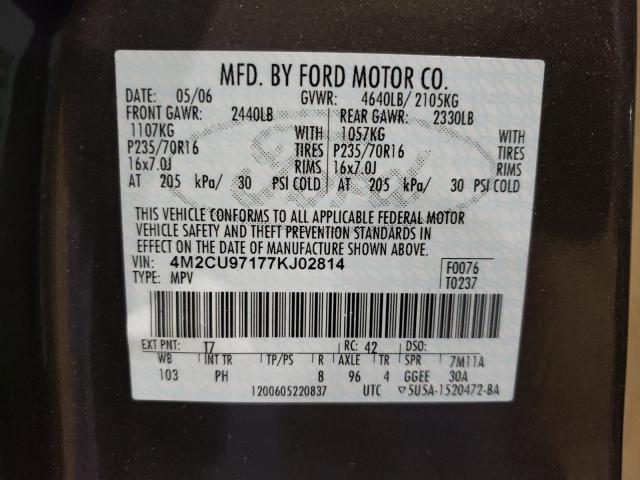 MFD. BY FORD MOTOR CO.
DATE: 05/06 GVWR: 4640LB/ 2105KG
FRONT GAWR: 2440LB REAR GAWR: 2330LB
1107KG WITH 1057KG WITH
P235/70R16 TIRES P235/70R16 TIRES
16x7.0J RIMS 16x7.0J RIMS
AT 205 kPa/ 30 PSI COLD AT 205 kPa/ 30 PSI COLD
THIS VEHICLE CONFORMS TO ALL APPLICABLE FEDERAL MOTOR
VEHICLE SAFETY AND THEFT PREVENTION STANDARDS IN
EFFECT ON THE DATE OF MANUFACTURE SHOWN ABOVE.
VIN: 4M2CU97177KJ02814 F0076
TYPE: MPV T0237
EXT PNT: T7 RC: 42 DSO:
WB INT TR TP/PS R AXLE TR SPR 7M11A
103 PH 8 96 4 GGEE 30A
1200605220837 UTC ▽5U5A-1520472-BA
Ford